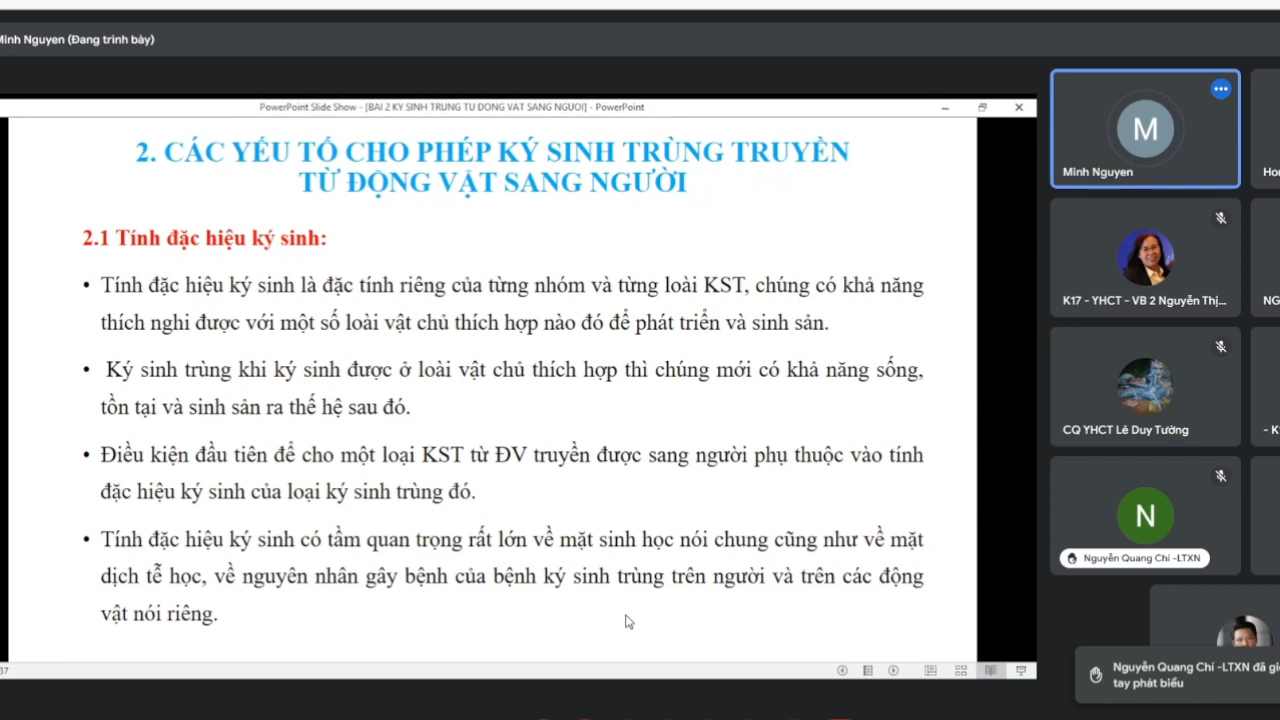 Minh Nguyen (Đang trình bày)
PowerPoint Slide Show - [BAI 2 KY SINH TRUNG TU DONG VAT SANG NGUOI] - PowerPoint
2. CÁC YẾU TỐ CHO PHÉP KÝ SINH TRÙNG TRUYỀN
TỪ ĐỘNG VẬT SANG NGƯỜI
2.1 Tính đặc hiệu ký sinh:
• Tính đặc hiệu ký sinh là đặc tính riêng của từng nhóm và từng loài KST, chúng có khả năng
thích nghi được với một số loài vật chủ thích hợp nào đó để phát triển và sinh sản.
• Ký sinh trùng khi ký sinh được ở loài vật chủ thích hợp thì chúng mới có khả năng sống,
tồn tại và sinh sản ra thế hệ sau đó.
• Điều kiện đầu tiên để cho một loại KST từ ĐV truyền được sang người phụ thuộc vào tính
đặc hiệu ký sinh của loại ký sinh trùng đó.
• Tính đặc hiệu ký sinh có tầm quan trọng rất lớn về mặt sinh học nói chung cũng như về mặt
dịch tễ học, về nguyên nhân gây bệnh của bệnh ký sinh trùng trên người và trên các động
vật nói riêng.
M
Minh Nguyen
K17 - YHCT - VB 2 Nguyễn Thị...
NG
CQ YHCT Lê Duy Tường
- K
N
Nguyễn Quang Chí -LTXN
Nguyễn Quang Chí -LTXN đã
tay phát biểu